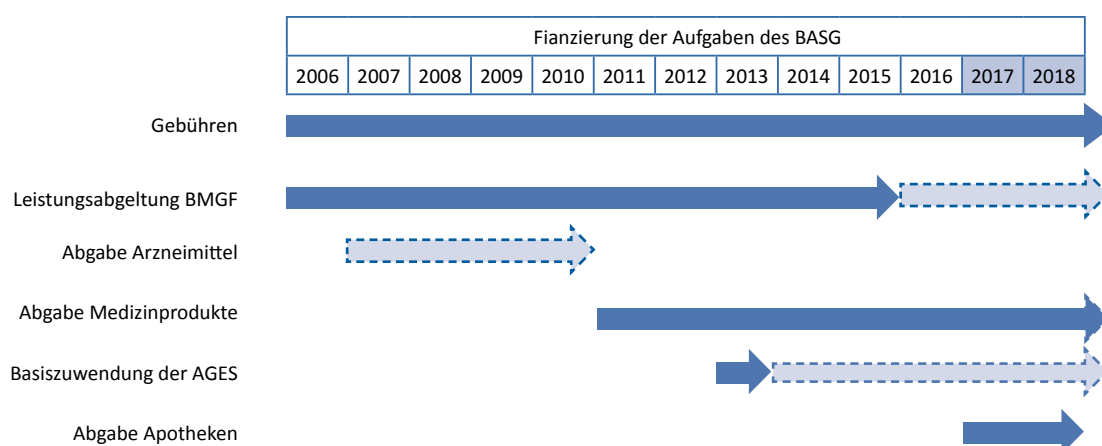 Fianzierung der Aufgaben des BASG
2006 2007 2008 2009 2010 2011 2012 2013 2014 2015 2016 2017 2018
Gebühren
Leistungsabgeltung BMGF
Abgabe Arzneimittel
Abgabe Medizinprodukte
Basiszuwendung der AGES
Abgabe Apotheken